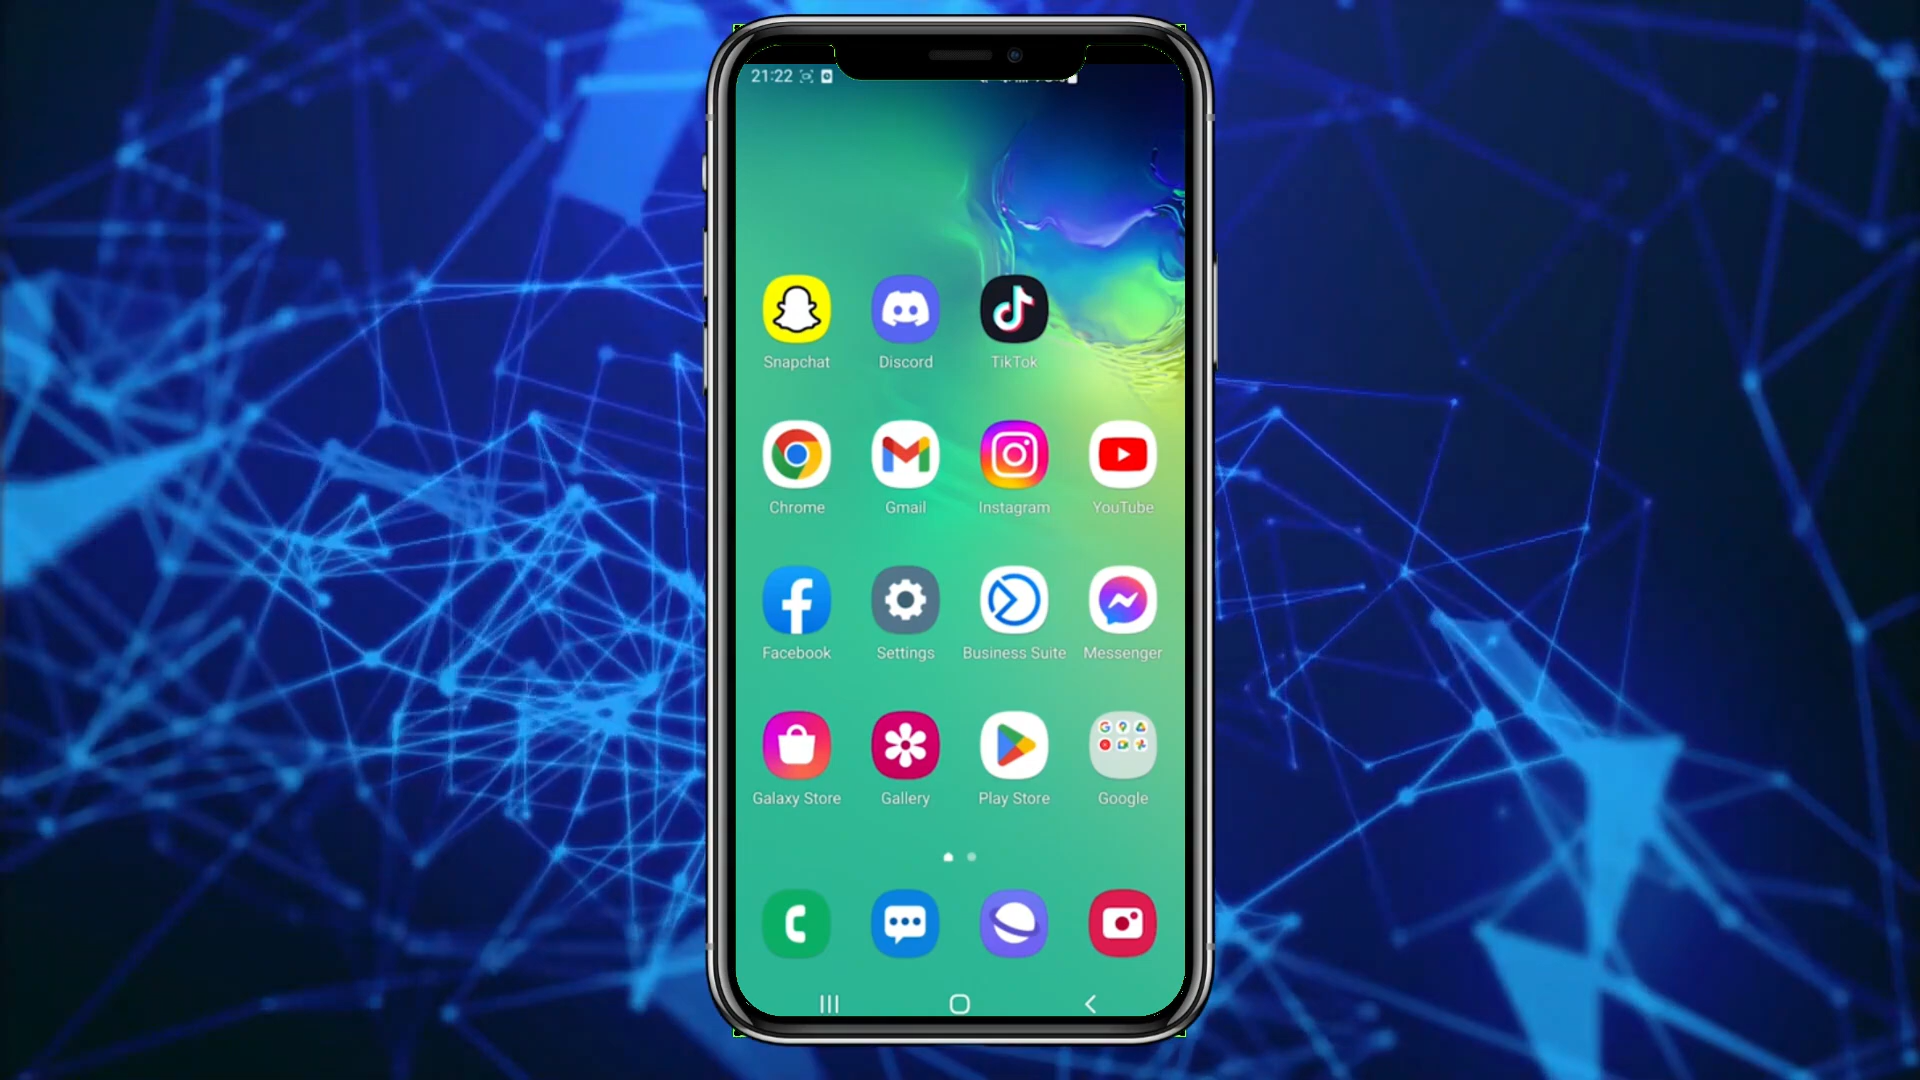 21:22
Snapchat Discord TikTok
Chrome Gmail Instagram YouTube
Facebook Settings Business Suite Messenger
Galaxy Store Gallery Play Store Google